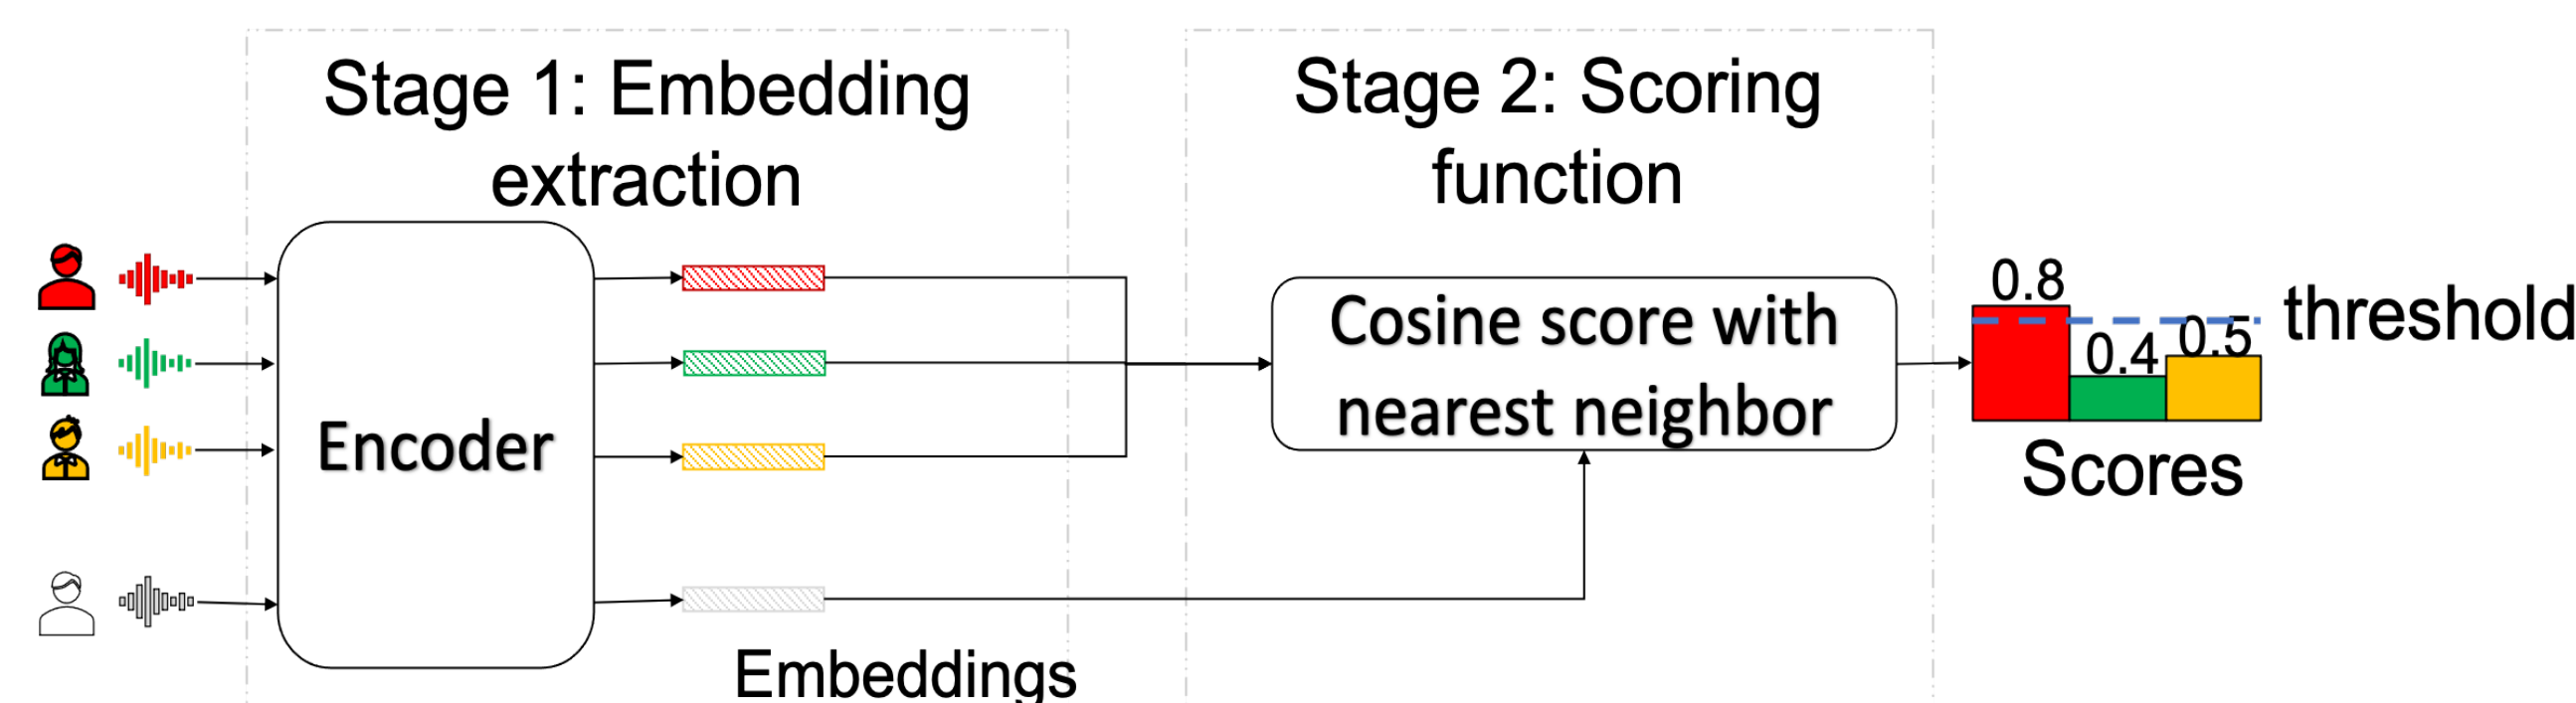 Stage 1: Embedding
extraction
Stage 2: Scoring
function
Encoder
Cosine score with
nearest neighbor
0.8
0.4
0.5
threshold
Scores
Embeddings